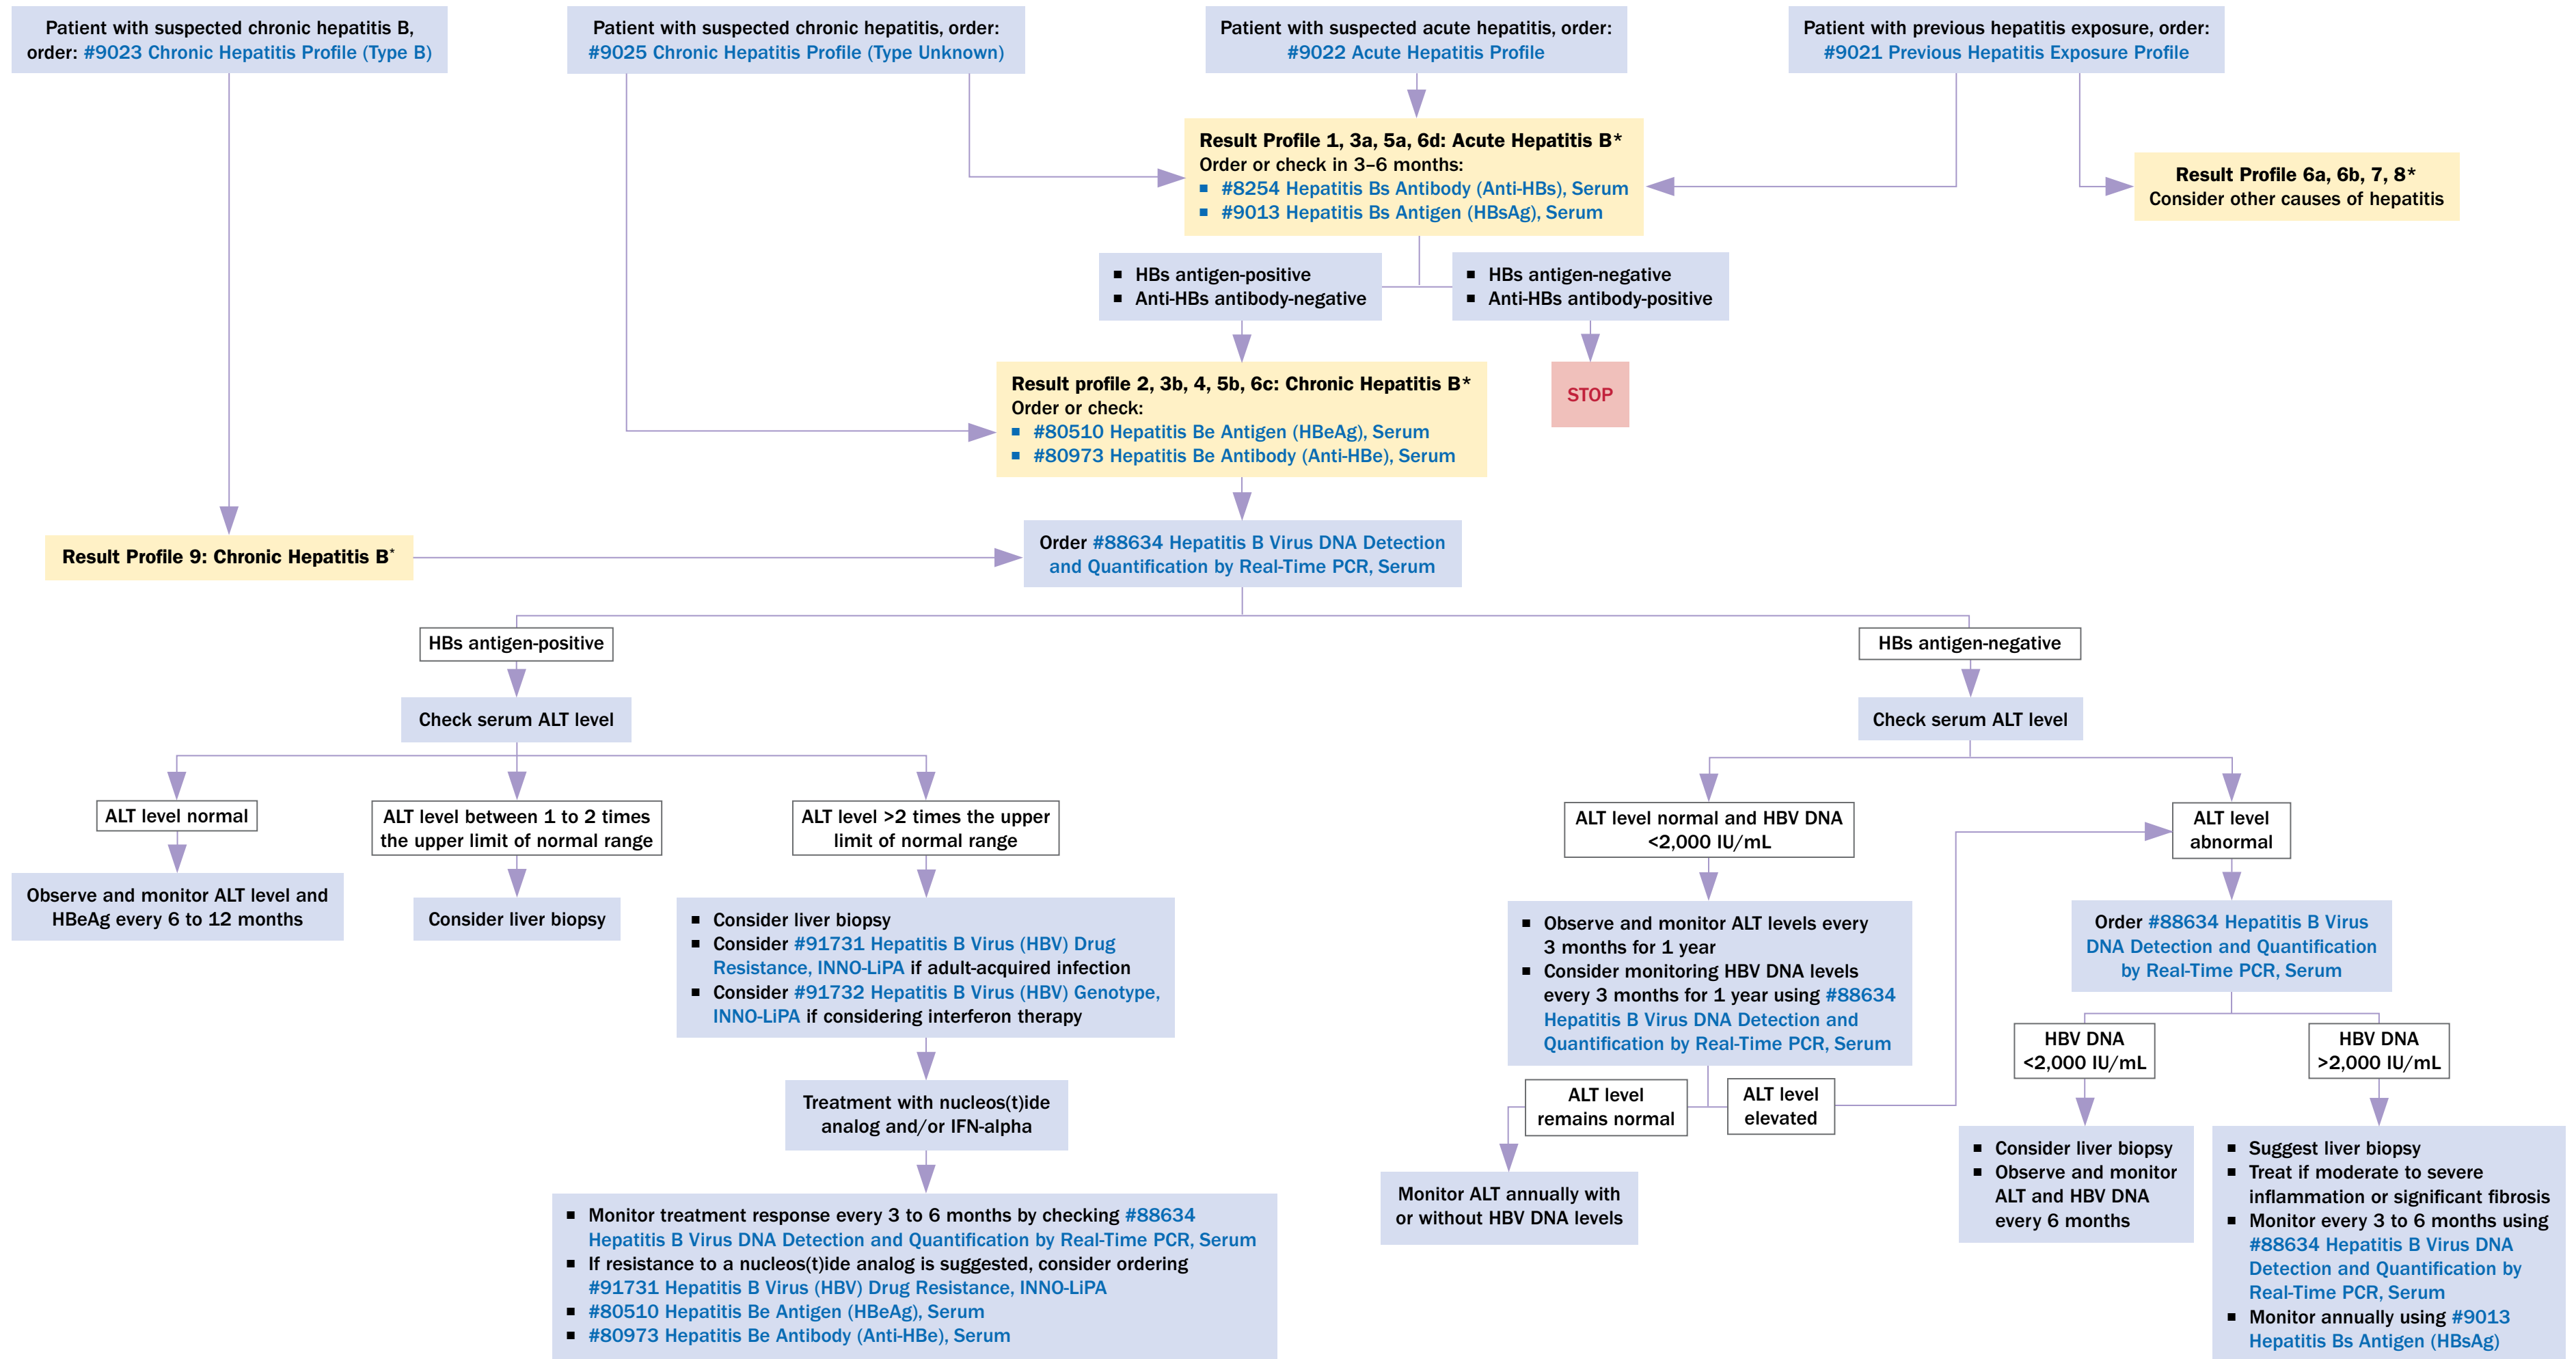 Patient with suspected chronic hepatitis B,
order: #9023 Chronic Hepatitis Profile (Type B)
Patient with suspected chronic hepatitis, order:
#9025 Chronic Hepatitis Profile (Type Unknown)
Patient with suspected acute hepatitis, order:
#9022 Acute Hepatitis Profile
Patient with previous hepatitis exposure, order:
#9021 Previous Hepatitis Exposure Profile
Result Profile 1, 3a, 5a, 6d: Acute Hepatitis B*
Order or check in 3–6 months:
▪ #8254 Hepatitis Bs Antibody (Anti-HBs), Serum
▪ #9013 Hepatitis Bs Antigen (HBsAg), Serum
Result Profile 6a, 6b, 7, 8*
Consider other causes of hepatitis
▪ HBs antigen-positive
▪ Anti-HBs antibody-negative
▪ HBs antigen-negative
▪ Anti-HBs antibody-positive
Result profile 2, 3b, 4, 5b, 6c: Chronic Hepatitis B*
Order or check:
▪ #80510 Hepatitis Be Antigen (HBeAg), Serum
▪ #80973 Hepatitis Be Antibody (Anti-HBe), Serum
STOP
Result Profile 9: Chronic Hepatitis B*
Order #88634 Hepatitis B Virus DNA Detection
and Quantification by Real-Time PCR, Serum
HBs antigen-positive
HBs antigen-negative
Check serum ALT level
Check serum ALT level
ALT level normal
ALT level between 1 to 2 times
the upper limit of normal range
ALT level >2 times the upper
limit of normal range
ALT level normal and HBV DNA
<2,000 IU/mL
ALT level
abnormal
Observe and monitor ALT level and
HBeAg every 6 to 12 months
Consider liver biopsy
▪ Consider liver biopsy
▪ Consider #91731 Hepatitis B Virus (HBV) Drug
Resistance, INNO-LiPA if adult-acquired infection
▪ Consider #91732 Hepatitis B Virus (HBV) Genotype,
INNO-LiPA if considering interferon therapy
▪ Observe and monitor ALT levels every
3 months for 1 year
▪ Consider monitoring HBV DNA levels
every 3 months for 1 year using #88634
Hepatitis B Virus DNA Detection and
Quantification by Real-Time PCR, Serum
Order #88634 Hepatitis B Virus
DNA Detection and Quantification
by Real-Time PCR, Serum
HBV DNA
<2,000 IU/mL
HBV DNA
>2,000 IU/mL
Treatment with nucleos(t)ide
analog and/or IFN-alpha
ALT level
remains normal
ALT level
elevated
Monitor ALT annually with
or without HBV DNA levels
▪ Consider liver biopsy
▪ Observe and monitor
ALT and HBV DNA
every 6 months
▪ Suggest liver biopsy
▪ Treat if moderate to severe
inflammation or significant fibrosis
▪ Monitor every 3 to 6 months using
#88634 Hepatitis B Virus DNA
Detection and Quantification by
Real-Time PCR, Serum
▪ Monitor annually using #9013
Hepatitis Bs Antigen (HBsAg)
▪ Monitor treatment response every 3 to 6 months by checking #88634
Hepatitis B Virus DNA Detection and Quantification by Real-Time PCR, Serum
▪ If resistance to a nucleos(t)ide analog is suggested, consider ordering
#91731 Hepatitis B Virus (HBV) Drug Resistance, INNO-LiPA
▪ #80510 Hepatitis Be Antigen (HBeAg), Serum
▪ #80973 Hepatitis Be Antibody (Anti-HBe), Serum